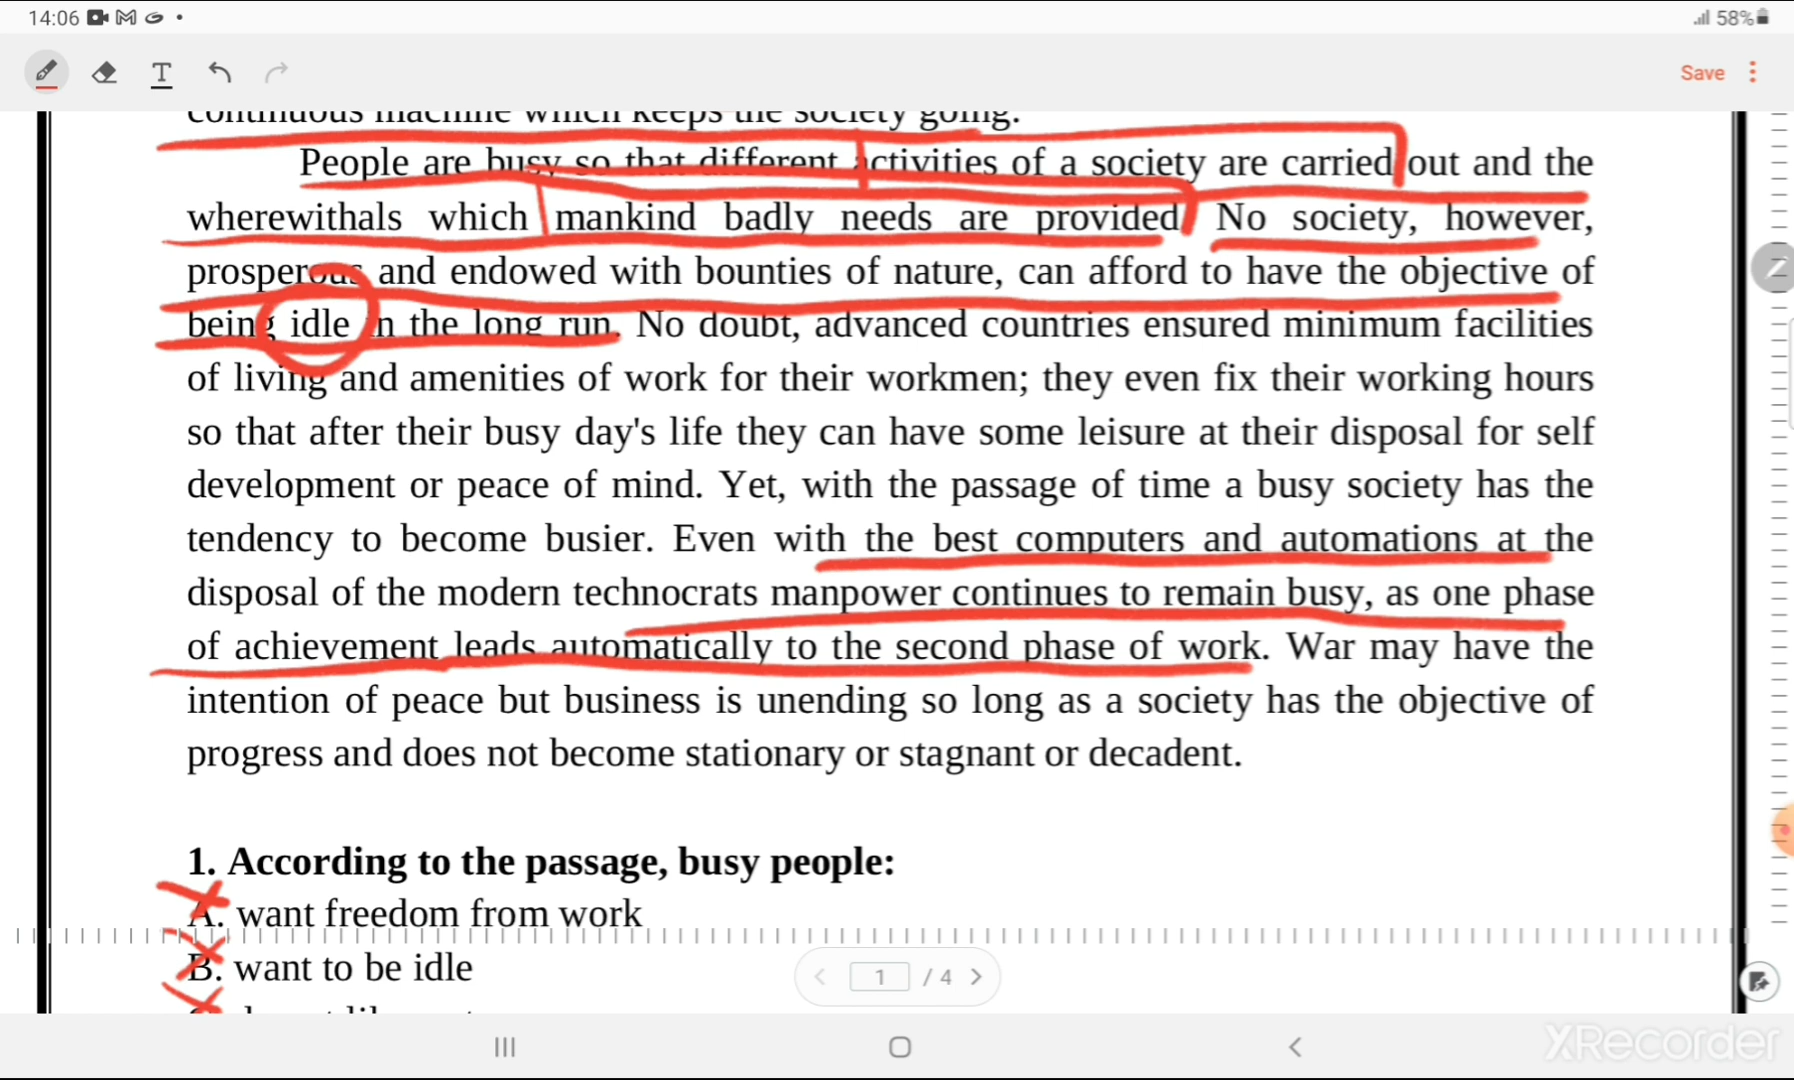 14:06
58%
T
Save
continuous machine which keeps the society going.
People are busy so that different activities of a society are carried out and the
wherewithals which mankind badly needs are provided. No society, however,
prosperous and endowed with bounties of nature, can afford to have the objective of
being idle in the long run. No doubt, advanced countries ensured minimum facilities
of living and amenities of work for their workmen; they even fix their working hours
so that after their busy day's life they can have some leisure at their disposal for self
development or peace of mind. Yet, with the passage of time a busy society has the
tendency to become busier. Even with the best computers and automations at the
disposal of the modern technocrats manpower continues to remain busy, as one phase
of achievement leads automatically to the second phase of work. War may have the
intention of peace but business is unending so long as a society has the objective of
progress and does not become stationary or stagnant or decadent.
1. According to the passage, busy people:
A. want freedom from work
B. want to be idle
1 / 4
XRecorder